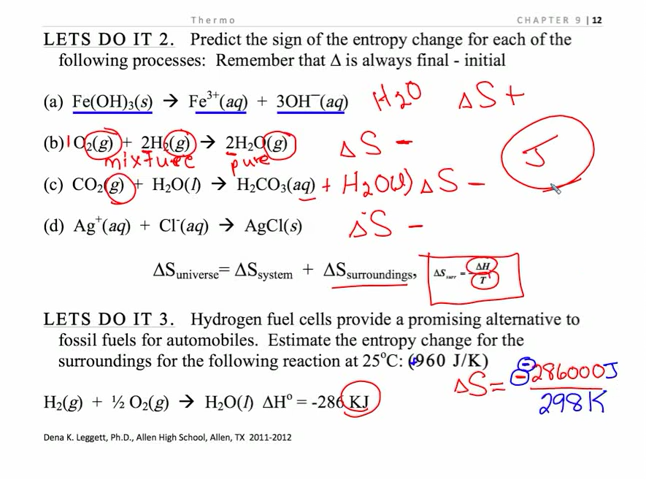 Thermo CHAPTER 9 | 12
LETS DO IT 2. Predict the sign of the entropy change for each of the
following processes: Remember that Δ is always final - initial
(a) Fe(OH)₃(s) → Fe³⁺(aq) + 3OH⁻(aq) H2O ΔS +
(b) 1 O₂(g) + 2H₂(g) → 2H₂O(g) ΔS -
mixture pure J
(c) CO₂(g) + H₂O(l) → H₂CO₃(aq) + H2O(l) ΔS -
(d) Ag⁺(aq) + Cl⁻(aq) → AgCl(s) ΔS -
ΔSuniverse= ΔSsystem + ΔSsurroundings, ΔSsurr = ΔH/T
LETS DO IT 3. Hydrogen fuel cells provide a promising alternative to
fossil fuels for automobiles. Estimate the entropy change for the
surroundings for the following reaction at 25°C: (+960 J/K)
ΔS = - -286000J / 298K
H₂(g) + ½ O₂(g) → H₂O(l) ΔH° = -286 KJ
Dena K. Leggett, Ph.D., Allen High School, Allen, TX 2011-2012